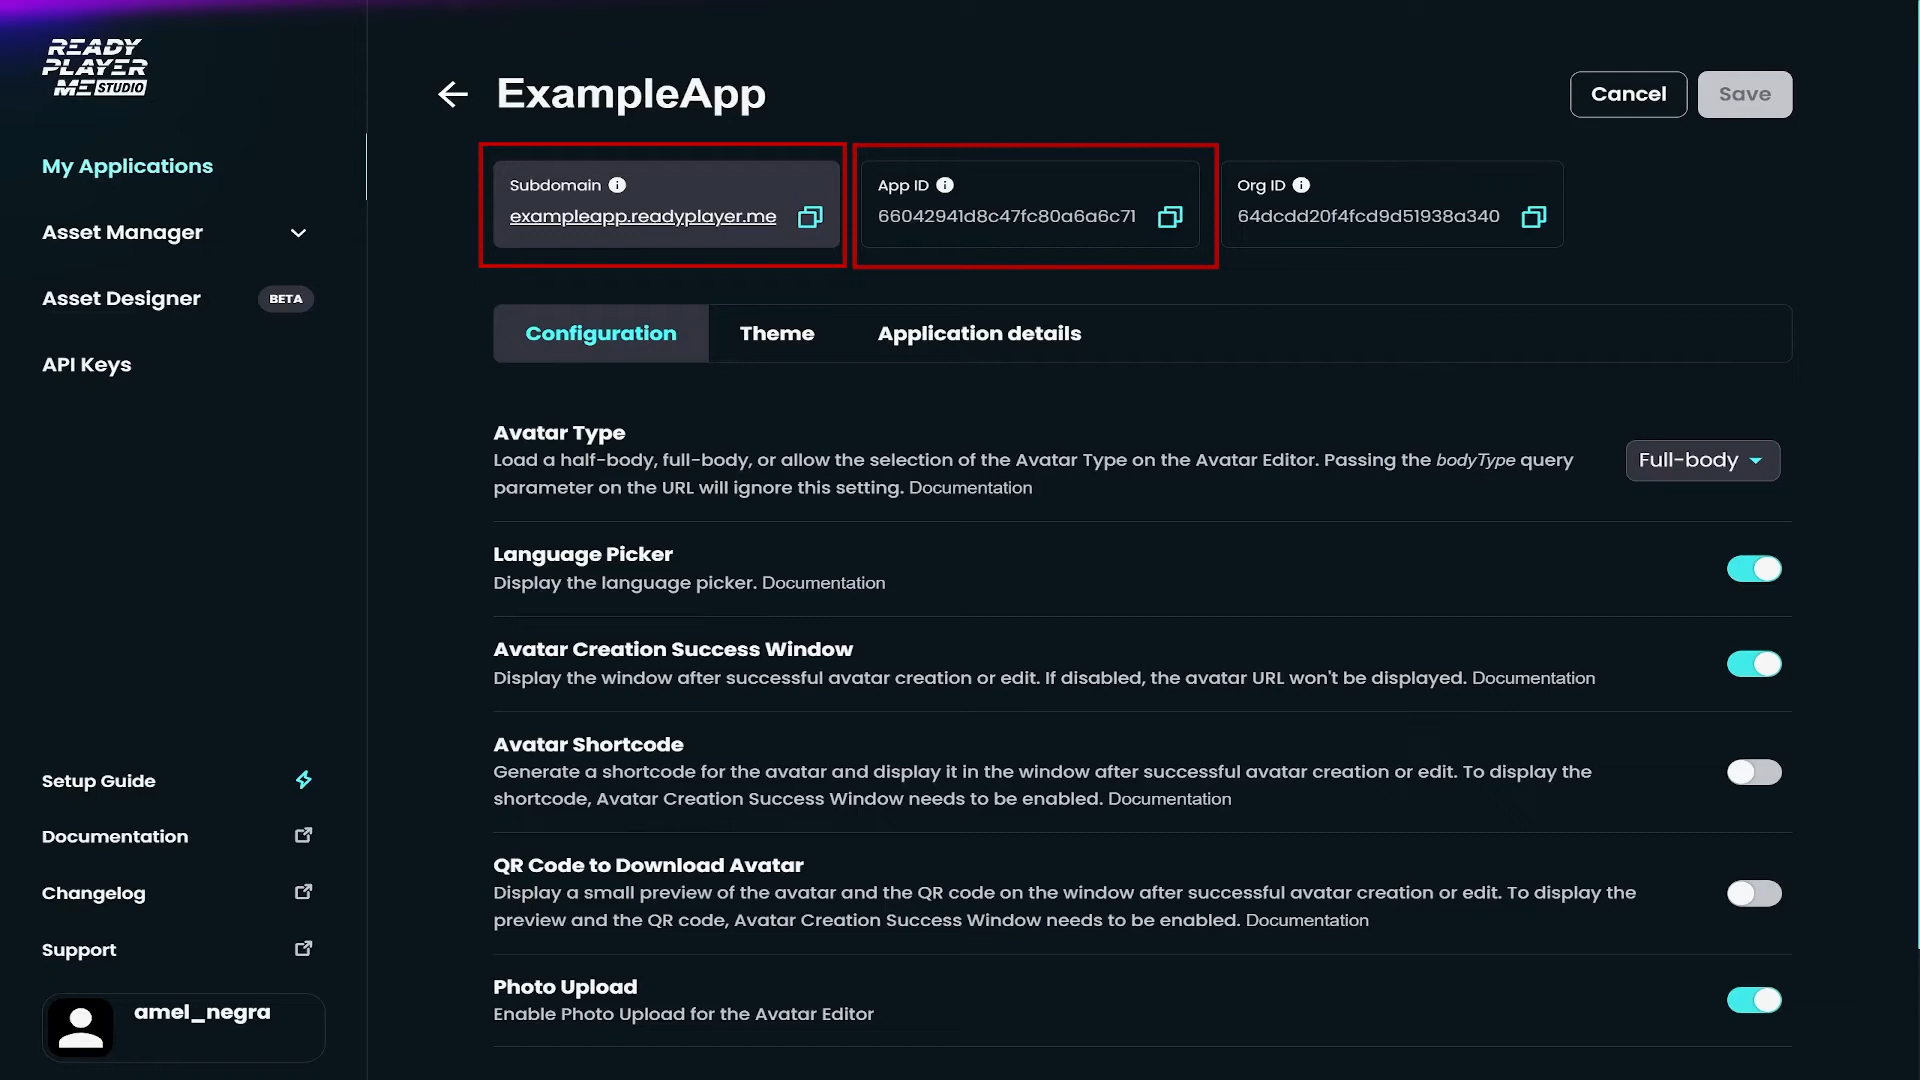 READY
PLAYER
ME STUDIO
My Applications
Asset Manager
Asset Designer BETA
API Keys
Setup Guide
Documentation
Changelog
Support
amel_negra
ExampleApp
Cancel
Save
Subdomain
exampleapp.readyplayer.me
App ID
66042941d8c47fc80a6a6c71
Org ID
64dcdd20f4fcd9d51938a340
Configuration
Theme
Application details
Avatar Type
Load a half-body, full-body, or allow the selection of the Avatar Type on the Avatar Editor. Passing the bodyType query
parameter on the URL will ignore this setting. Documentation
Full-body
Language Picker
Display the language picker. Documentation
Avatar Creation Success Window
Display the window after successful avatar creation or edit. If disabled, the avatar URL won't be displayed. Documentation
Avatar Shortcode
Generate a shortcode for the avatar and display it in the window after successful avatar creation or edit. To display the
shortcode, Avatar Creation Success Window needs to be enabled. Documentation
QR Code to Download Avatar
Display a small preview of the avatar and the QR code on the window after successful avatar creation or edit. To display the
preview and the QR code, Avatar Creation Success Window needs to be enabled. Documentation
Photo Upload
Enable Photo Upload for the Avatar Editor